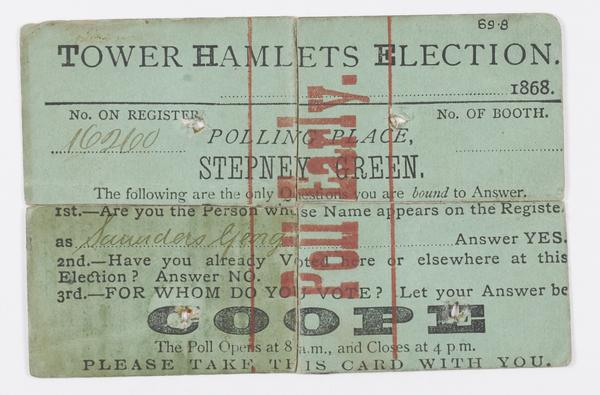 69·8
TOWER HAMLETS ELECTION.
1868.
No. ON REGISTER. No. OF BOOTH.
16260
POLLING PLACE,
STEPNEY GREEN.
The following are the only Questions you are bound to Answer.
1st.—Are you the Person whose Name appears on the Registe
as Saunders Georg Answer YES.
2nd.—Have you already Voted here or elsewhere at this
Election? Answer NO.
3rd.—FOR WHOM DO YOU VOTE? Let your Answer be
COOPE
The Poll Opens at 8 a.m., and Closes at 4 p.m.
PLEASE TAKE THIS CARD WITH YOU.
Poll Early.